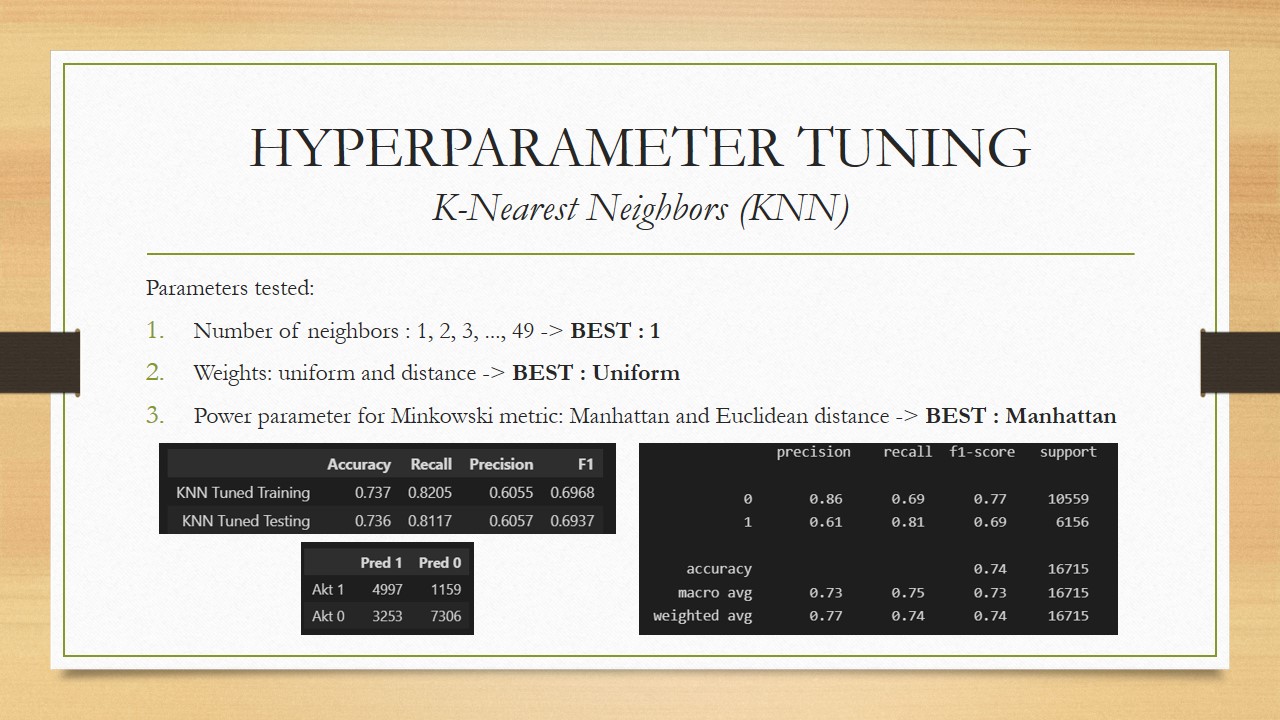 HYPERPARAMETER TUNING
K-Nearest Neighbors (KNN)
Parameters tested:
1. Number of neighbors : 1, 2, 3, ..., 49 -> BEST : 1
2. Weights: uniform and distance -> BEST : Uniform
3. Power parameter for Minkowski metric: Manhattan and Euclidean distance -> BEST : Manhattan
Accuracy Recall Precision F1
KNN Tuned Training 0.737 0.8205 0.6055 0.6968
KNN Tuned Testing 0.736 0.8117 0.6057 0.6937
Pred 1 Pred 0
Akt 1 4997 1159
Akt 0 3253 7306
precision recall f1-score support
0 0.86 0.69 0.77 10559
1 0.61 0.81 0.69 6156
accuracy 0.74 16715
macro avg 0.73 0.75 0.73 16715
weighted avg 0.77 0.74 0.74 16715